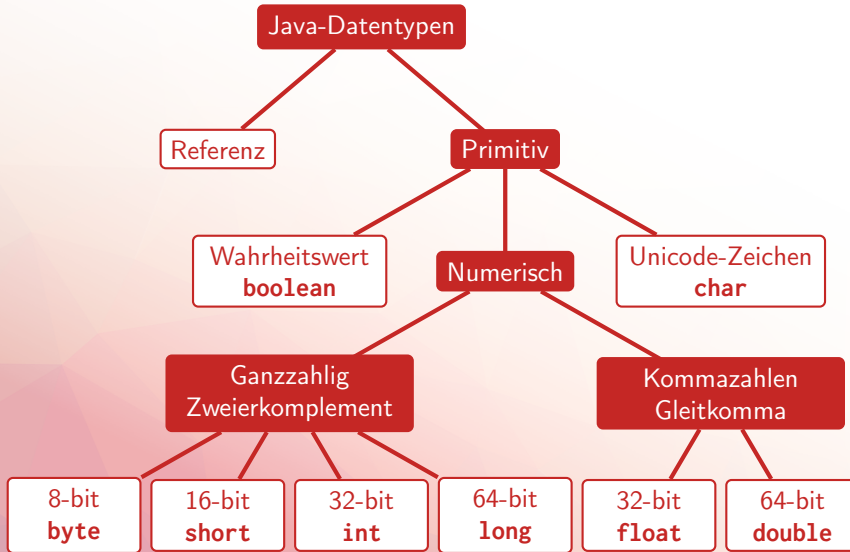 Java-Datentypen
Referenz
Primitiv
Wahrheitswert
boolean
Numerisch
Unicode-Zeichen
char
Ganzzahlig
Zweierkomplement
Kommazahlen
Gleitkomma
8-bit
byte
16-bit
short
32-bit
int
64-bit
long
32-bit
float
64-bit
double